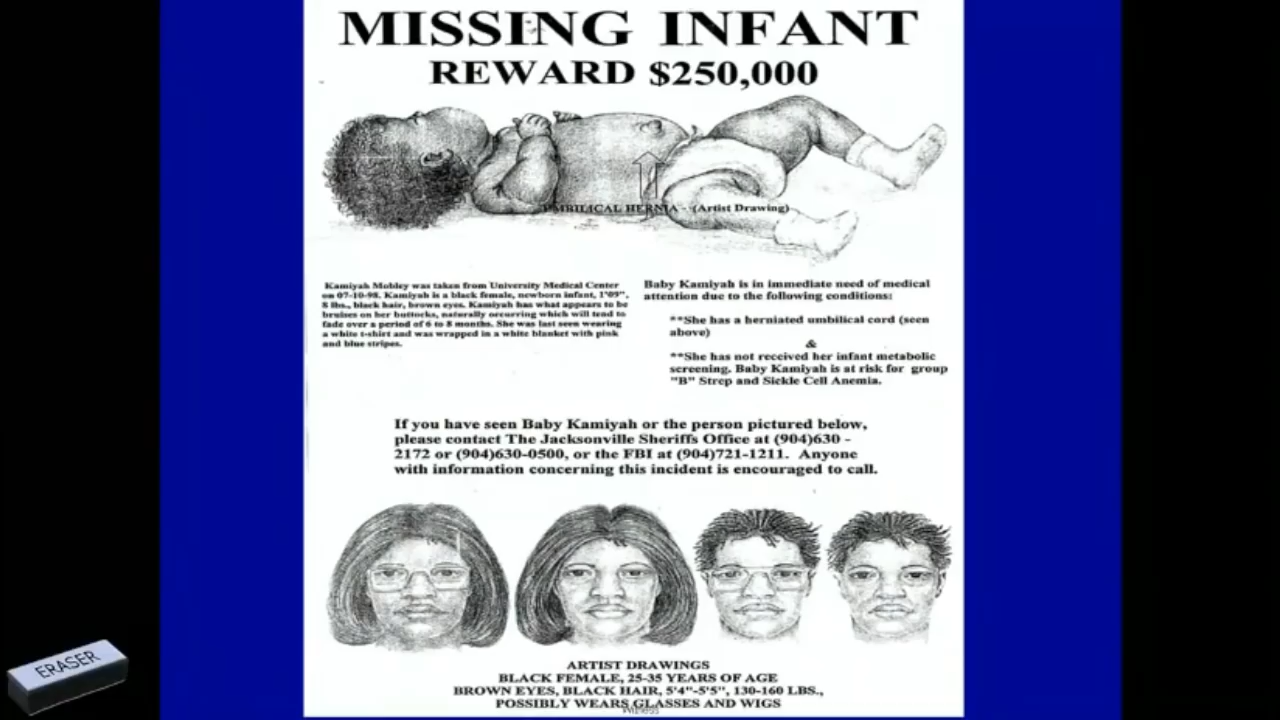 MISSING INFANT
REWARD $250,000
UMBILICAL HERNIA - (Artist Drawing)
Kamiyah Mobley was taken from University Medical Center
on 07-10-98. Kamiyah is a black female, newborn infant, 1'09",
8 lbs., black hair, brown eyes. Kamiyah has what appears to be
bruises on her buttocks, naturally occurring which will tend to
fade over a period of 6 to 8 months. She was last seen wearing
a white t-shirt and was wrapped in a white blanket with pink
and blue stripes.
Baby Kamiyah is in immediate need of medical
attention due to the following conditions:
**She has a herniated umbilical cord (seen
above)
&
**She has not received her infant metabolic
screening. Baby Kamiyah is at risk for group
"B" Strep and Sickle Cell Anemia.
If you have seen Baby Kamiyah or the person pictured below,
please contact The Jacksonville Sheriffs Office at (904)630 -
2172 or (904)630-0500, or the FBI at (904)721-1211. Anyone
with information concerning this incident is encouraged to call.
ARTIST DRAWINGS
BLACK FEMALE, 25-35 YEARS OF AGE
BROWN EYES, BLACK HAIR, 5'4"-5'5", 130-160 LBS.,
POSSIBLY WEARS GLASSES AND WIGS
Witness
ERASER